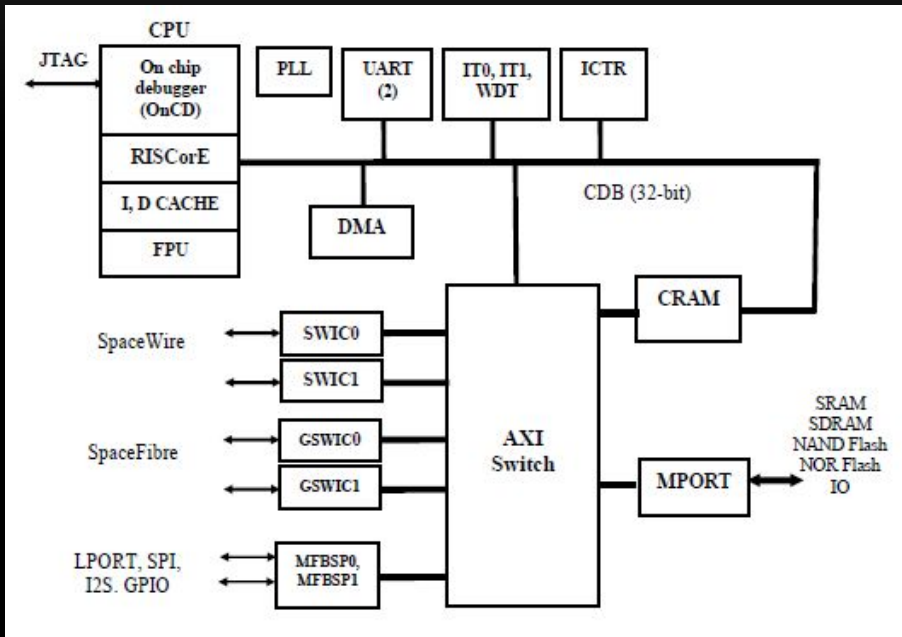 CPU
JTAG
On chip
debugger
(OnCD)
RISCorE
I, D CACHE
FPU
PLL
UART
(2)
IT0, IT1,
WDT
ICTR
CDB (32-bit)
DMA
CRAM
SpaceWire
SWIC0
SWIC1
SpaceFibre
GSWIC0
GSWIC1
AXI
Switch
SRAM
SDRAM
NAND Flash
NOR Flash
IO
MPORT
LPORT, SPI,
I2S. GPIO
MFBSP0,
MFBSP1